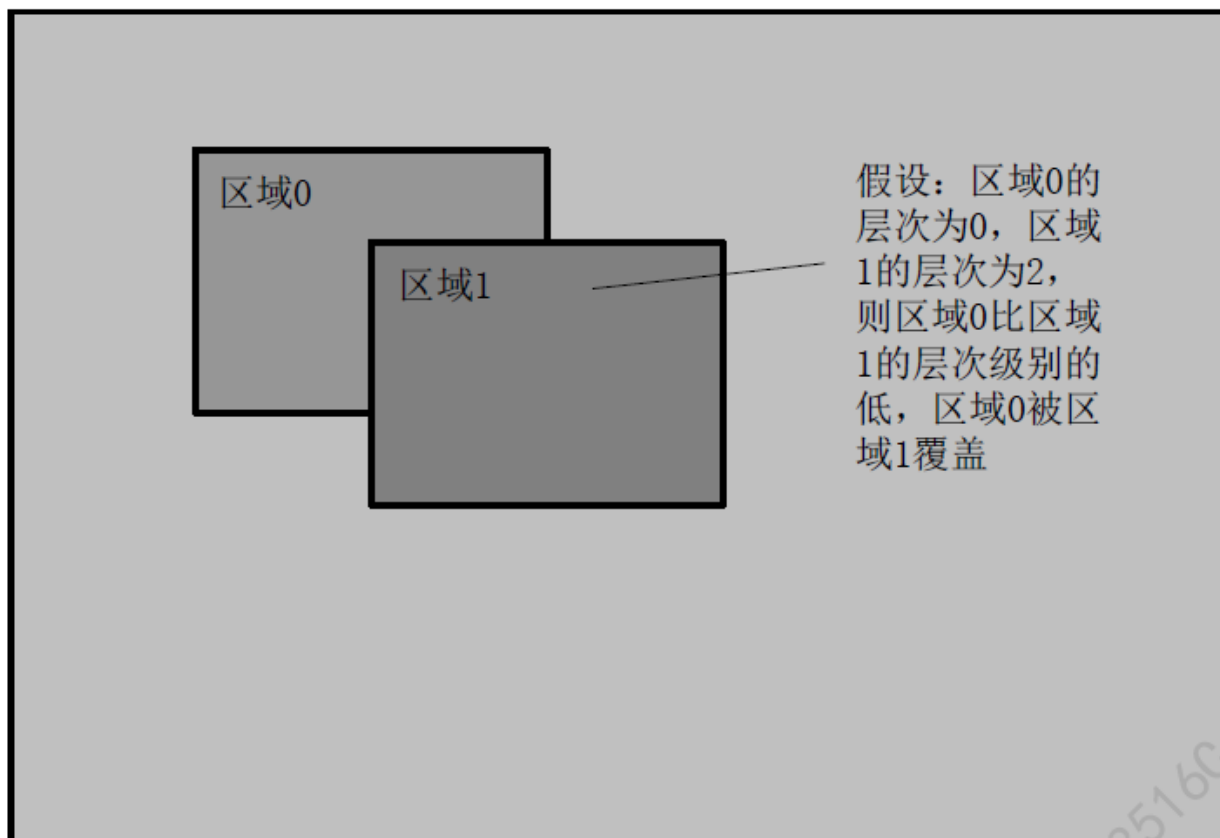 区域0
区域1
假设：区域0的
层次为0，区域
1的层次为2，
则区域0比区域
1的层次级别的
低，区域0被区
域1覆盖
3516C